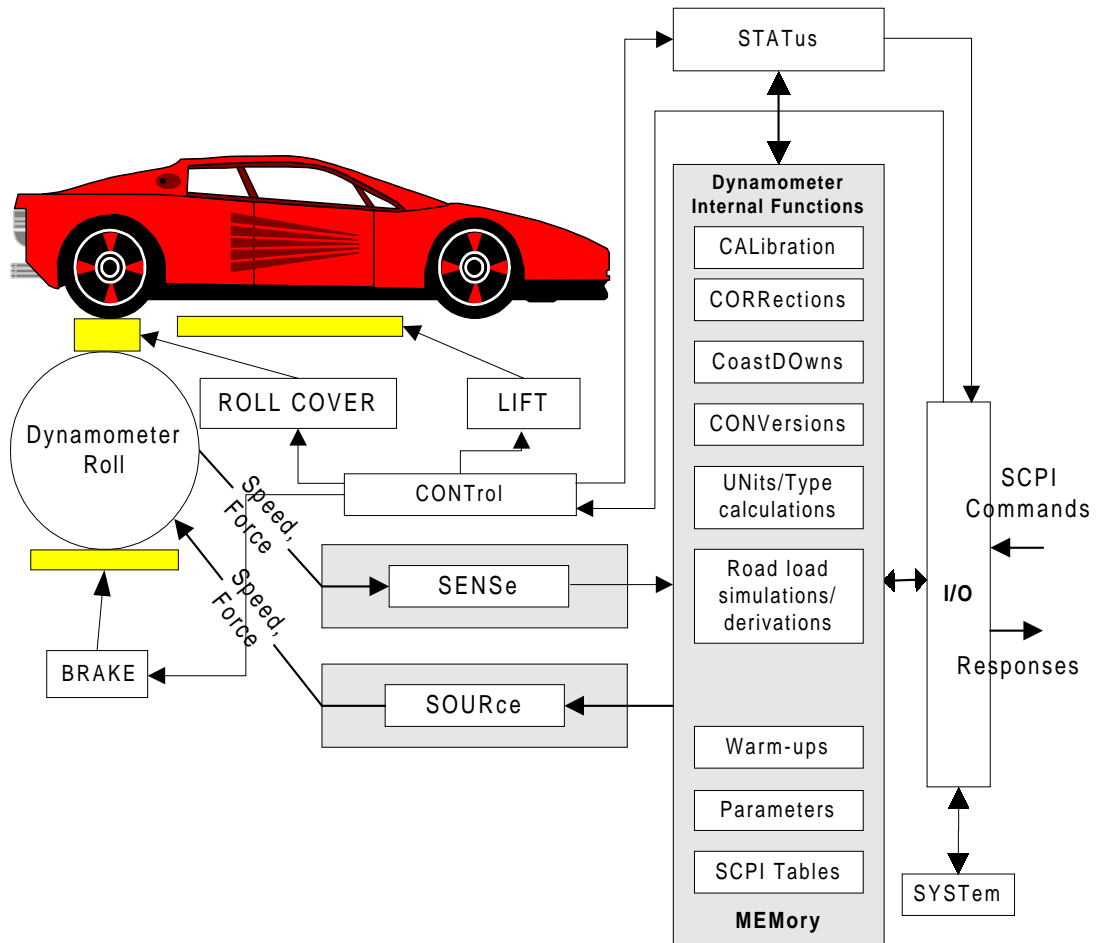 STATus
Dynamometer
Internal Functions
CALibration
CORRections
CoastDOwns
CONVersions
UNits/Type
calculations
Road load
simulations/
derivations
Warm-ups
Parameters
SCPI Tables
MEMory
ROLL COVER
LIFT
Dynamometer
Roll
CONTrol
Speed,
Force
SENSe
Speed,
Force
BRAKE
SOURce
SCPI
Commands
I/O
Responses
SYSTem